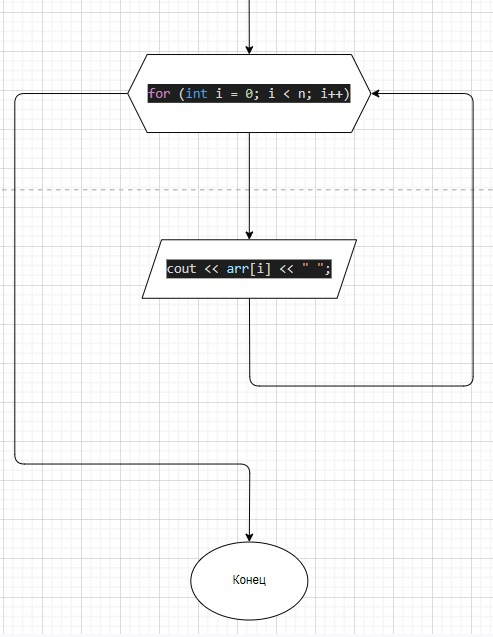 for (int i = 0; i < n; i++)
cout << arr[i] << " ";
Конец